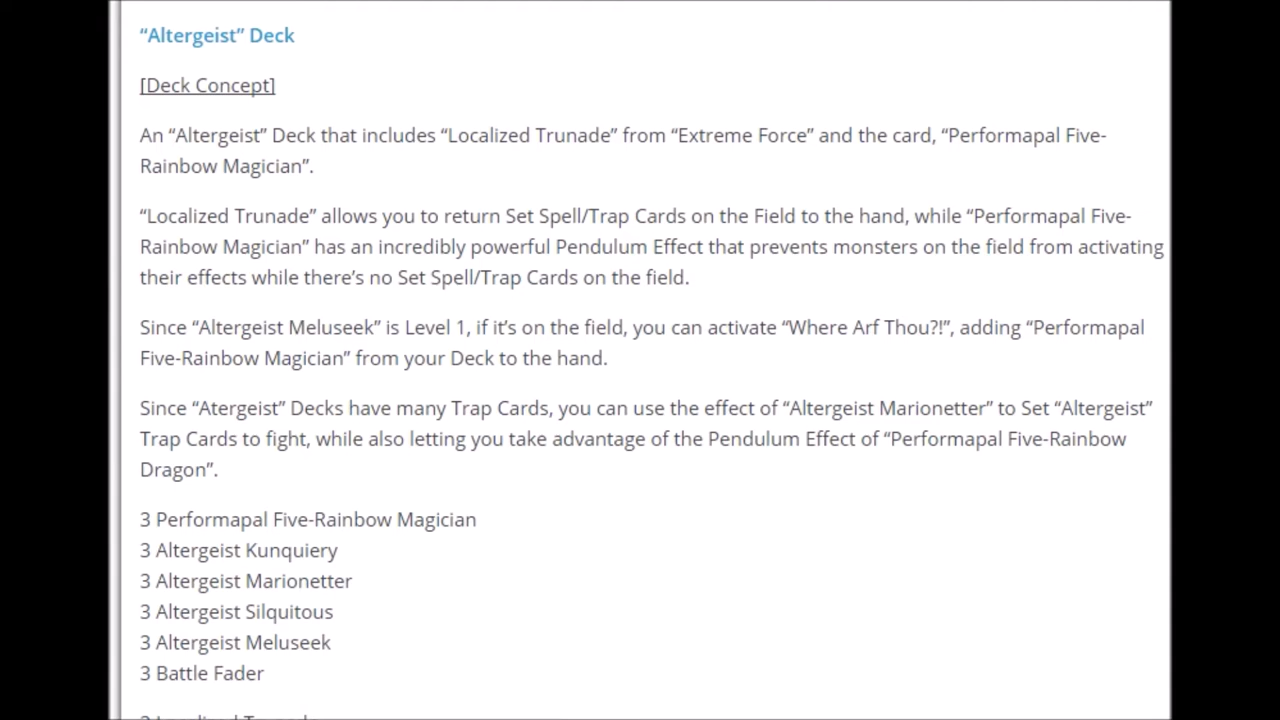 “Altergeist” Deck
[Deck Concept]
An “Altergeist” Deck that includes “Localized Trunade” from “Extreme Force” and the card, “Performapal Five-
Rainbow Magician”.
“Localized Trunade” allows you to return Set Spell/Trap Cards on the Field to the hand, while “Performapal Five-
Rainbow Magician” has an incredibly powerful Pendulum Effect that prevents monsters on the field from activating
their effects while there’s no Set Spell/Trap Cards on the field.
Since “Altergeist Meluseek” is Level 1, if it’s on the field, you can activate “Where Arf Thou?!”, adding “Performapal
Five-Rainbow Magician” from your Deck to the hand.
Since “Atergeist” Decks have many Trap Cards, you can use the effect of “Altergeist Marionetter” to Set “Altergeist”
Trap Cards to fight, while also letting you take advantage of the Pendulum Effect of “Performapal Five-Rainbow
Dragon”.
3 Performapal Five-Rainbow Magician
3 Altergeist Kunquiery
3 Altergeist Marionetter
3 Altergeist Silquitous
3 Altergeist Meluseek
3 Battle Fader
Localized Trunade